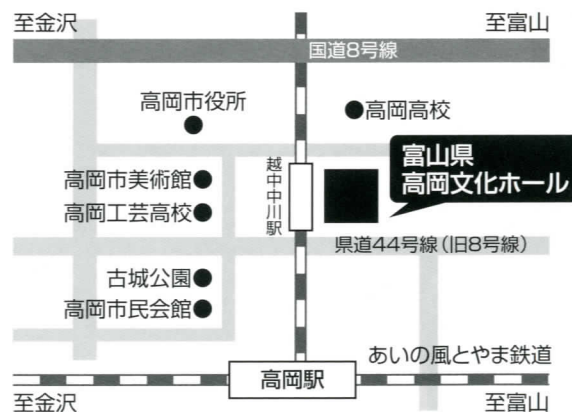 至金沢
至富山
国道8号線
高岡市役所
高岡高校
富山県
高岡文化ホール
高岡市美術館
越中中川駅
高岡工芸高校
県道44号線(旧8号線)
古城公園
高岡市民会館
あいの風とやま鉄道
高岡駅
至金沢
至富山